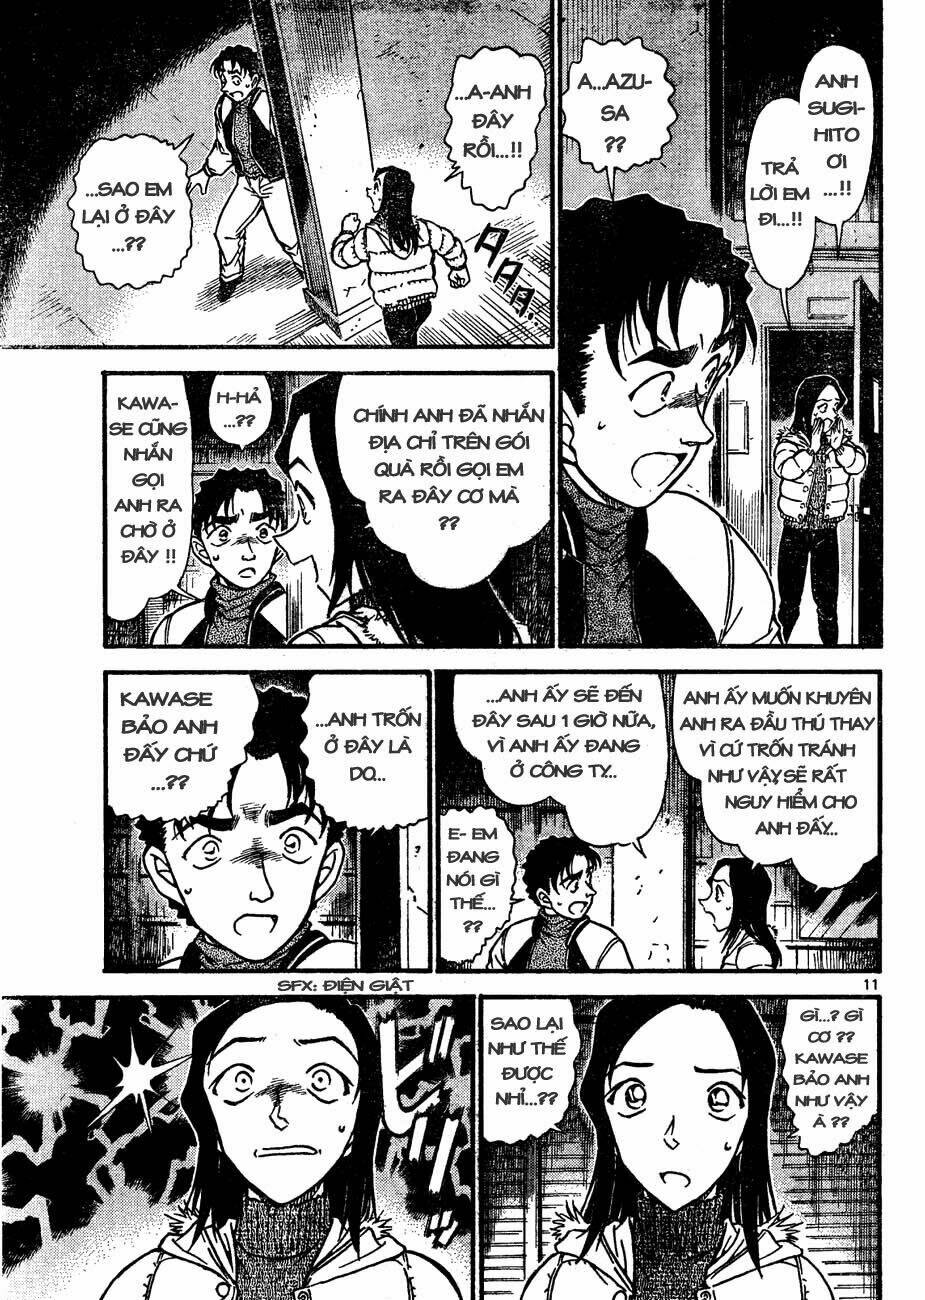 ANH
SUGI-
HITO
ƠI
...!!
TRẢ
LỜI EM
ĐI...!!
A...AZU-
SA
??
...A-ANH
ĐÂY
RỒI...!!
...SAO EM
LẠI Ở ĐÂY
...??
A
A
A...
CHÍNH ANH ĐÃ NHẮN
ĐỊA CHỈ TRÊN GÓI
QUÀ RỒI GỌI EM
RA ĐÂY CƠ MÀ
??
H-HẢ
...??
KAWA-
SE CŨNG
NHẮN
GỌI
ANH RA
CHỜ Ở
ĐÂY !!
ANH ẤY MUỐN KHUYÊN
ANH RA ĐẦU THÚ THAY
VÌ CỨ TRỐN TRÁNH
NHƯ VẬY, SẼ RẤT
NGUY HIỂM CHO
ANH ĐẤY...
...ANH ẤY SẼ ĐẾN
ĐÂY SAU 1 GIỜ NỮA,
VÌ ANH ẤY ĐANG
Ở CÔNG TY...
E- EM
ĐANG
NÓI GÌ
THẾ...
??
...ANH TRỐN
Ở ĐÂY LÀ
DO...
KAWASE
BẢO ANH
ĐẤY CHỨ
...??
11
SFX: ĐIỆN GIẬT
GÌ...? GÌ
CƠ ??
KAWASE
BẢO ANH
NHƯ VẬY
À ??
SAO LẠI
NHƯ THẾ
ĐƯỢC
NHỈ...??